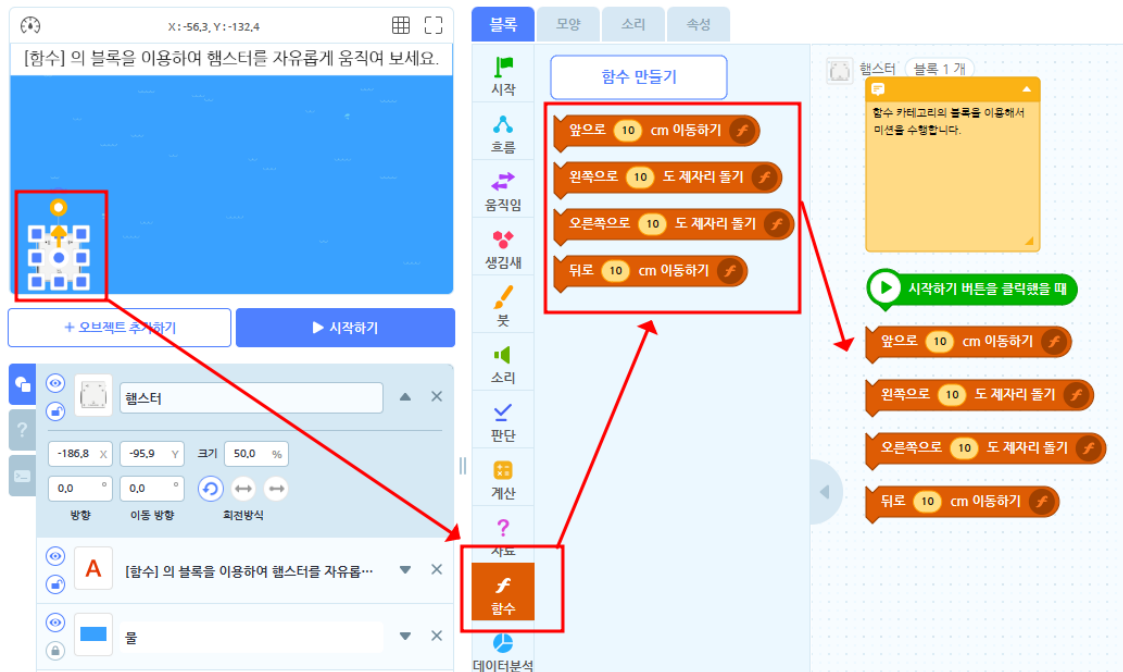 X : -56.3, Y : -132.4
[함수] 의 블록을 이용하여 햄스터를 자유롭게 움직여 보세요.
+ 오브젝트 추가하기
▶ 시작하기
햄스터
-186.8 X
-95.9 Y
크기
50.0 %
0.0 °
0.0 °
방향
이동 방향
회전방식
A
[함수] 의 블록을 이용하여 햄스터를 자유롭…
물
블록
모양
소리
속성
시작
흐름
움직임
생김새
붓
소리
판단
계산
?
자료
함수
데이터분석
함수 만들기
앞으로 10 cm 이동하기
왼쪽으로 10 도 제자리 돌기
오른쪽으로 10 도 제자리 돌기
뒤로 10 cm 이동하기
햄스터
블록 1 개
함수 카테고리의 블록을 이용해서
미션을 수행합니다.
시작하기 버튼을 클릭했을 때
앞으로 10 cm 이동하기
왼쪽으로 10 도 제자리 돌기
오른쪽으로 10 도 제자리 돌기
뒤로 10 cm 이동하기